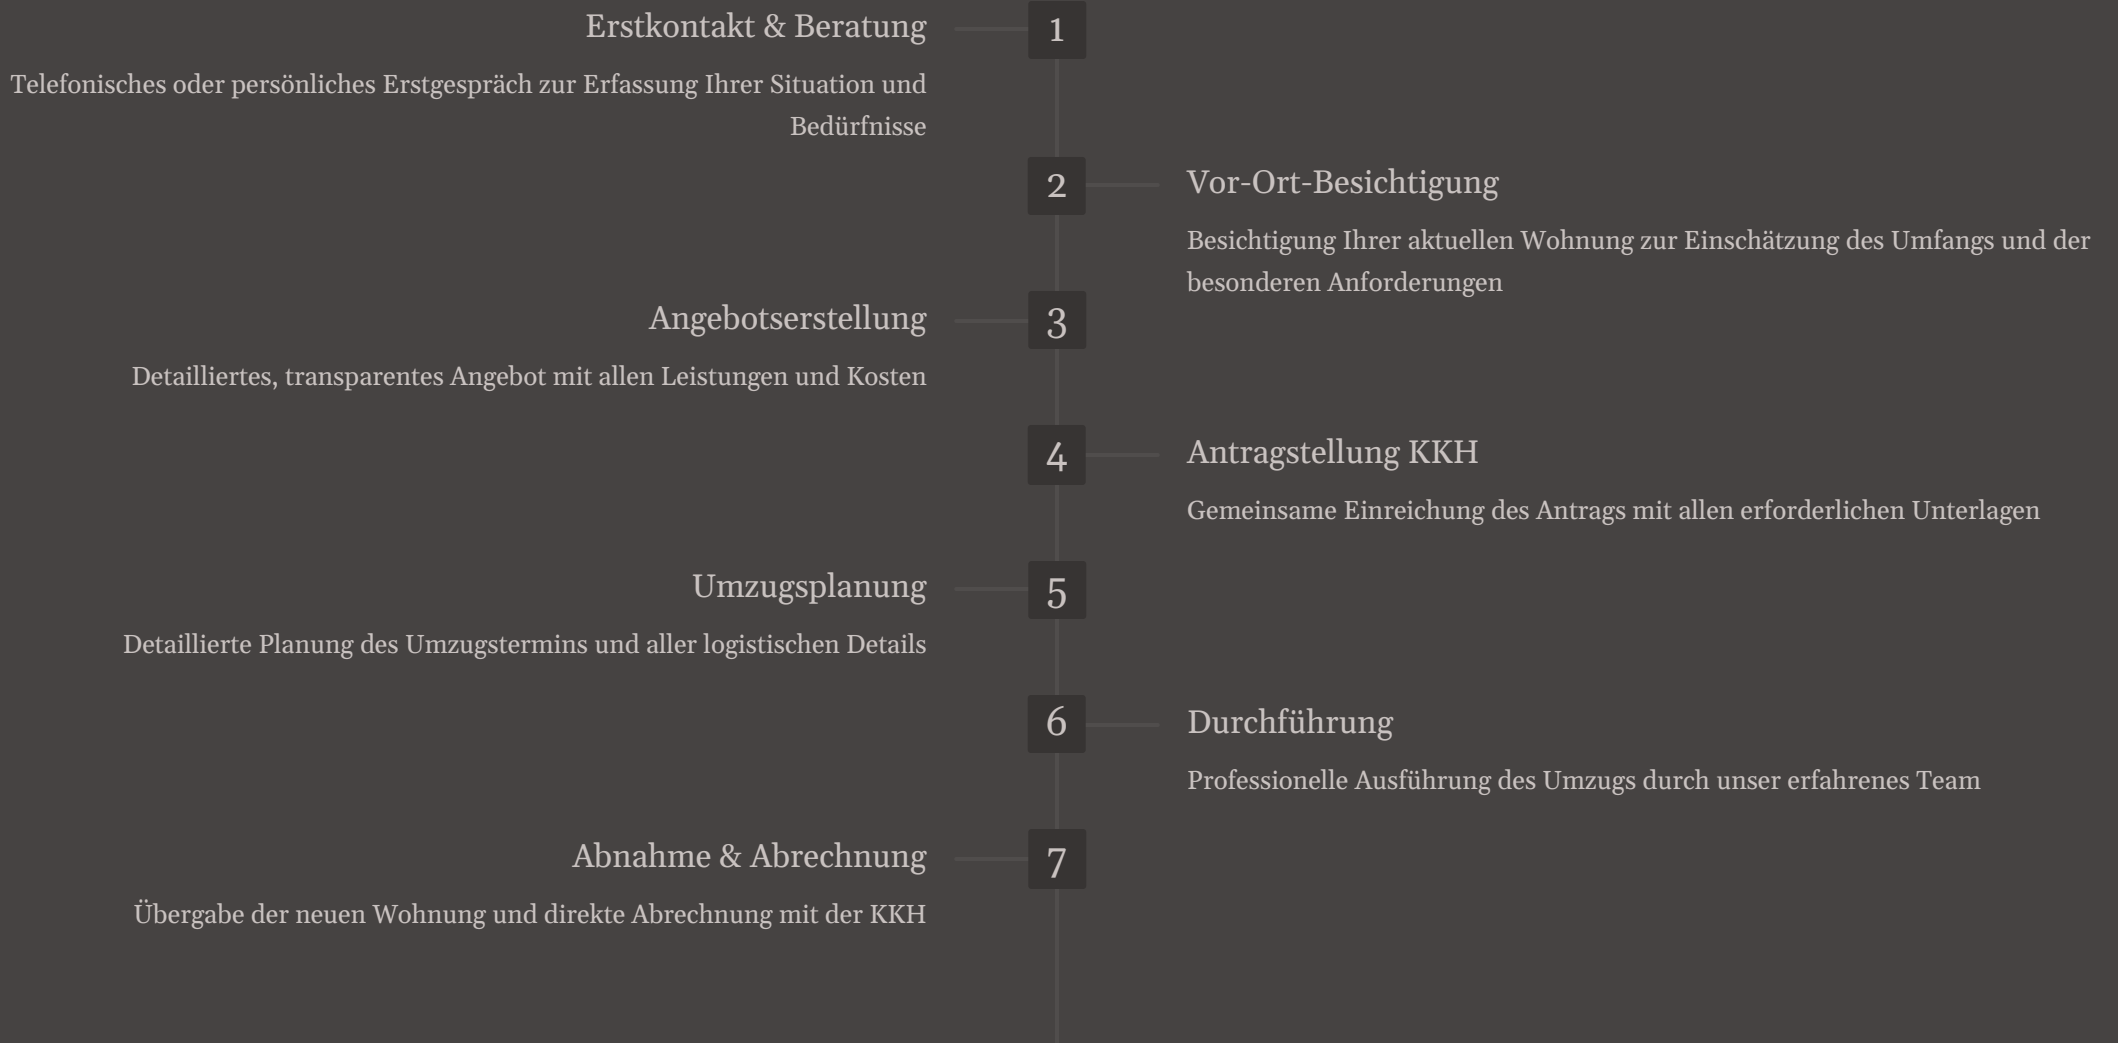 Erstkontakt & Beratung
1
Telefonisches oder persönliches Erstgespräch zur Erfassung Ihrer Situation und
Bedürfnisse
2
Vor-Ort-Besichtigung
Besichtigung Ihrer aktuellen Wohnung zur Einschätzung des Umfangs und der
besonderen Anforderungen
Angebotserstellung
3
Detailliertes, transparentes Angebot mit allen Leistungen und Kosten
4
Antragstellung KKH
Gemeinsame Einreichung des Antrags mit allen erforderlichen Unterlagen
Umzugsplanung
5
Detaillierte Planung des Umzugstermins und aller logistischen Details
6
Durchführung
Professionelle Ausführung des Umzugs durch unser erfahrenes Team
Abnahme & Abrechnung
7
Übergabe der neuen Wohnung und direkte Abrechnung mit der KKH